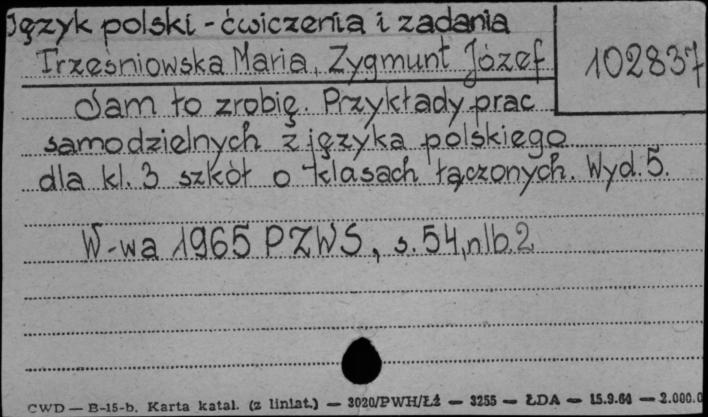 Język polski - ćwiczenia i zadania
Trześniowska Maria, Zygmunt Józef
102837
Sam to zrobię. Przykłady prac
samodzielnych z języka polskiego
dla kl. 3 szkół o klasach łączonych. Wyd. 5.
W-wa 1965 PZWS, s. 54, nlb. 2
CWD — B-15-b. Karta katal. (z liniat.) — 3020/PWH/Łź — 3255 — ŁDA — 15.9.64 — 2.000.0